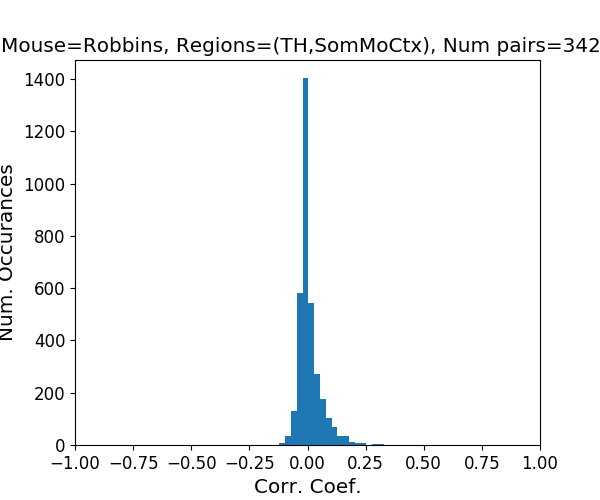 Mouse=Robbins, Regions=(TH,SomMoCtx), Num pairs=342
Num. Occurances
1400
1200
1000
800
600
400
200
0
−1.00 −0.75 −0.50 −0.25 0.00 0.25 0.50 0.75 1.00
Corr. Coef.